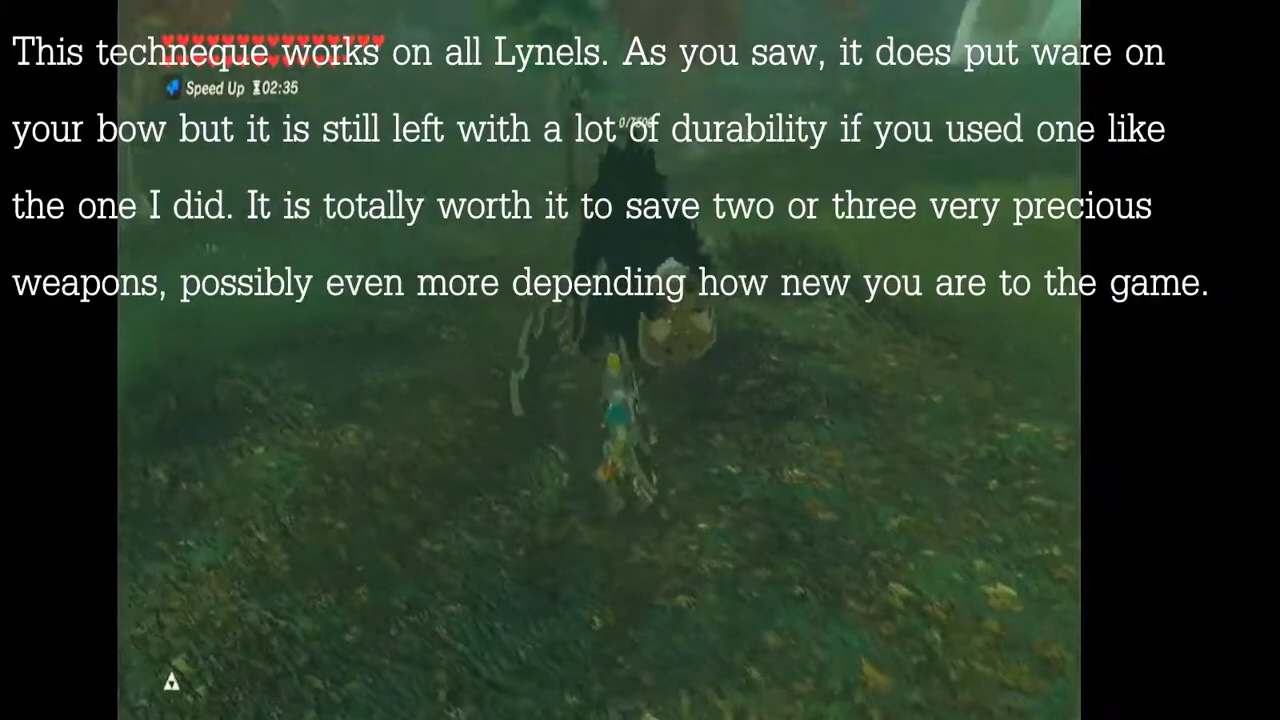 This techneque works on all Lynels. As you saw, it does put ware on
Speed Up 02:35
your bow but it is still left with a lot of durability if you used one like
the one I did. It is totally worth it to save two or three very precious
weapons, possibly even more depending how new you are to the game.